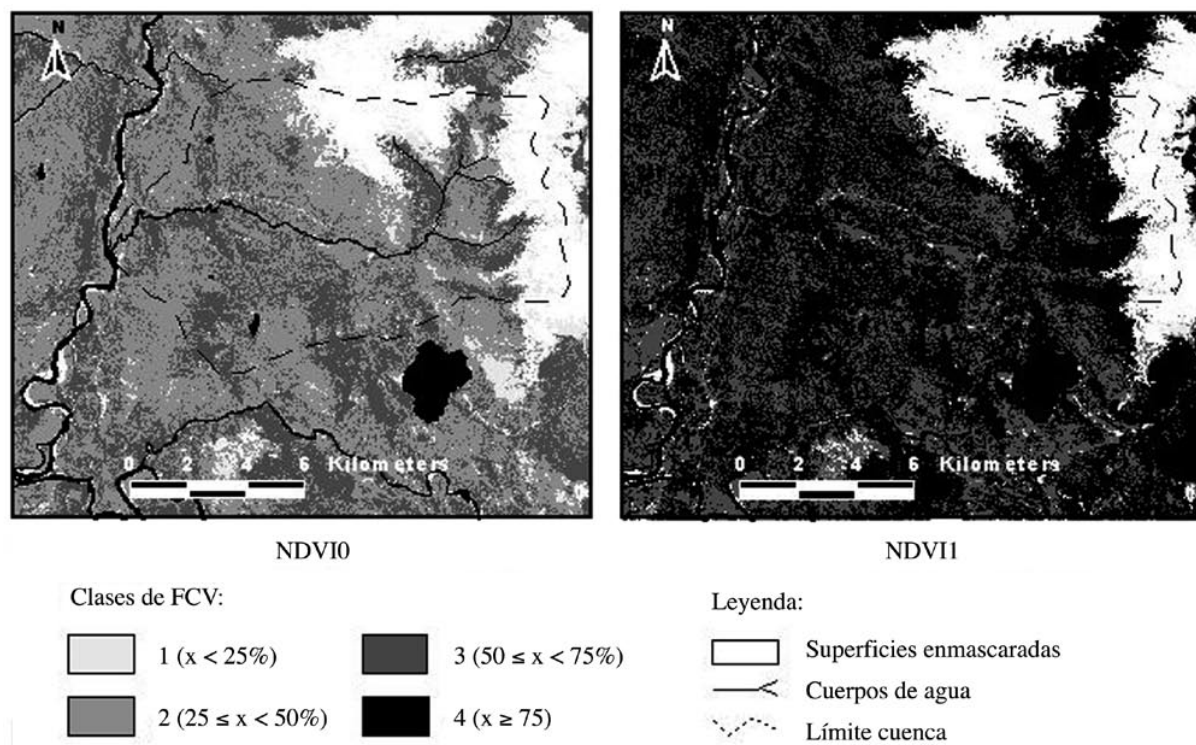 N
N
0 2 4 6 Kilometers
0 2 4 6 Kilometers
NDVI0
NDVI1
Clases de FCV:
1 (x < 25%)
3 (50 ≤ x < 75%)
2 (25 ≤ x < 50%)
4 (x ≥ 75)
Leyenda:
Superficies enmascaradas
Cuerpos de agua
Límite cuenca